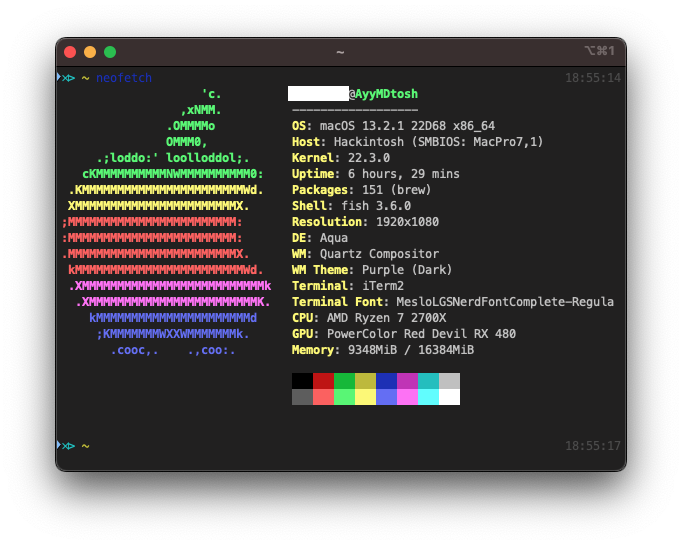 ~ ⌥⌘1
~ neofetch 18:55:14
'c.
,xNMM.
.OMMMMo
OMMM0,
.;loddo:' loolloddol;.
cKMMMMMMMMMMNWMMMMMMMMMM0:
.KMMMMMMMMMMMMMMMMMMMMMMMWd.
XMMMMMMMMMMMMMMMMMMMMMMMX.
;MMMMMMMMMMMMMMMMMMMMMMMM:
:MMMMMMMMMMMMMMMMMMMMMMMM:
.MMMMMMMMMMMMMMMMMMMMMMMMX.
kMMMMMMMMMMMMMMMMMMMMMMMMWd.
.XMMMMMMMMMMMMMMMMMMMMMMMMMMk
.XMMMMMMMMMMMMMMMMMMMMMMMMK.
kMMMMMMMMMMMMMMMMMMMMMMd
;KMMMMMMMWXXWMMMMMMMk.
.cooc,. .,coo:.
@AyyMDtosh
------------------
OS: macOS 13.2.1 22D68 x86_64
Host: Hackintosh (SMBIOS: MacPro7,1)
Kernel: 22.3.0
Uptime: 6 hours, 29 mins
Packages: 151 (brew)
Shell: fish 3.6.0
Resolution: 1920x1080
DE: Aqua
WM: Quartz Compositor
WM Theme: Purple (Dark)
Terminal: iTerm2
Terminal Font: MesloLGSNerdFontComplete-Regula
CPU: AMD Ryzen 7 2700X
GPU: PowerColor Red Devil RX 480
Memory: 9348MiB / 16384MiB
~ 18:55:17